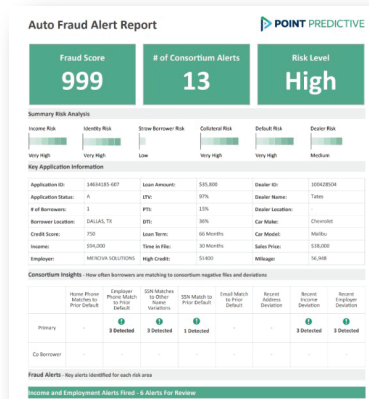 Auto Fraud Alert Report
POINT PREDICTIVE
Fraud Score
# of Consortium Alerts
Risk Level
999
13
High
Summary Risk Analysis
Income Risk Identity Risk Straw Borrower Risk Collateral Risk Default Risk Dealer Risk
Very High Very High Low Very High Very High Medium
Key Application Information
Application ID: 14634185-607 Loan Amount: $35,800 Dealer ID: 100428504
Application Status: A LTV: 97% Dealer Name: Tates
# of Borrowers: 1 PTI: 15% Dealer Location: -
Borrower Location: DALLAS, TX DTI: 36% Car Make: Chevrolet
Credit Score: 750 Loan Term: 66 Months Car Model: Malibu
Income: $94,000 Time in File: 30 Months Sales Price: $38,000
Employer: MERCIVA SOLUTIONS High Credit: $1400 Mileage: 56,948
Consortium Insights - How often borrowers are matching to consortium negative files and deviations
Home Phone Matches to Prior Default
Employer Phone Match to Prior Default
SSN Matches to Other Name Variations
SSN Match to Prior Default
Email Match to Prior Default
Recent Address Deviation
Recent Income Deviation
Recent Employer Deviation
Primary - 3 Detected 3 Detected 1 Detected - - 3 Detected 3 Detected
Co Borrower - - - - - - - -
Fraud Alerts - Key alerts identified for each risk area
Income and Employment Alerts Fired - 6 Alerts For Review